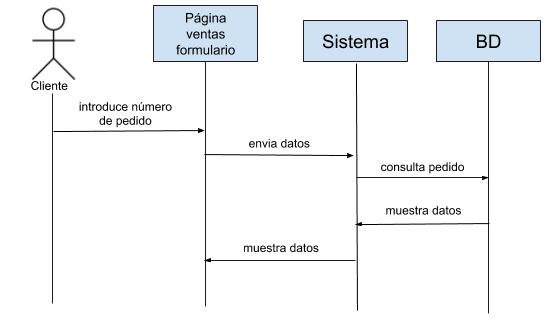 Página
ventas
formulario
Sistema
BD
Cliente
introduce número
de pedido
envia datos
consulta pedido
muestra datos
muestra datos